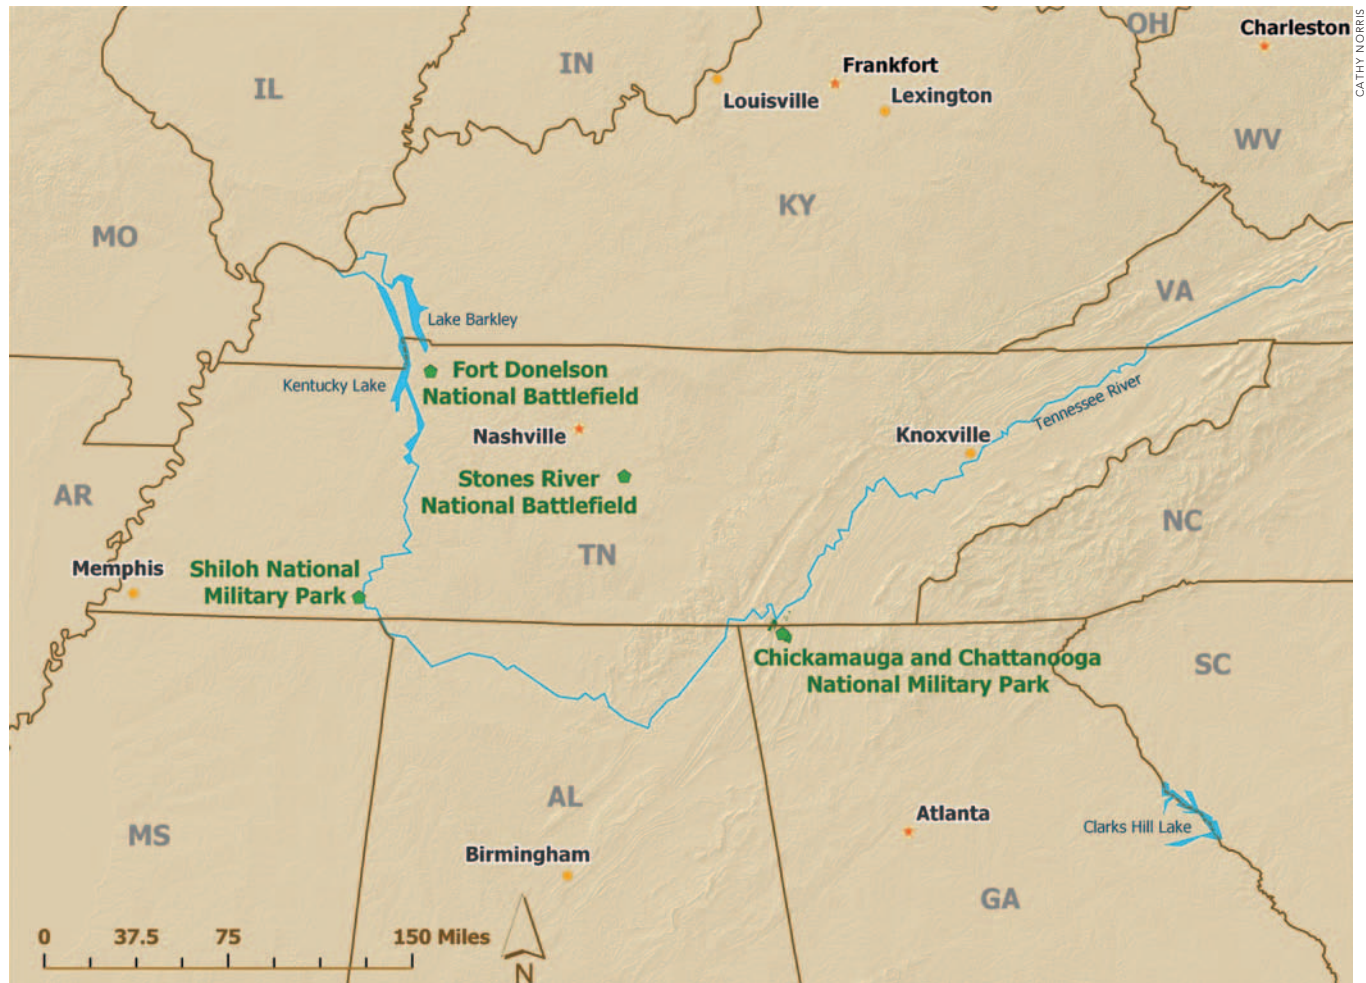 CATHY NORRIS
OH
Charleston
IN
Frankfort
IL
Louisville
Lexington
WV
KY
MO
VA
Lake Barkley
Kentucky Lake
Fort Donelson
National Battlefield
Tennessee River
Nashville
Knoxville
Stones River
National Battlefield
AR
NC
TN
Memphis
Shiloh National
Military Park
Chickamauga and Chattanooga
National Military Park
SC
AL
Atlanta
Clarks Hill Lake
MS
Birmingham
GA
0 37.5 75 150 Miles
N